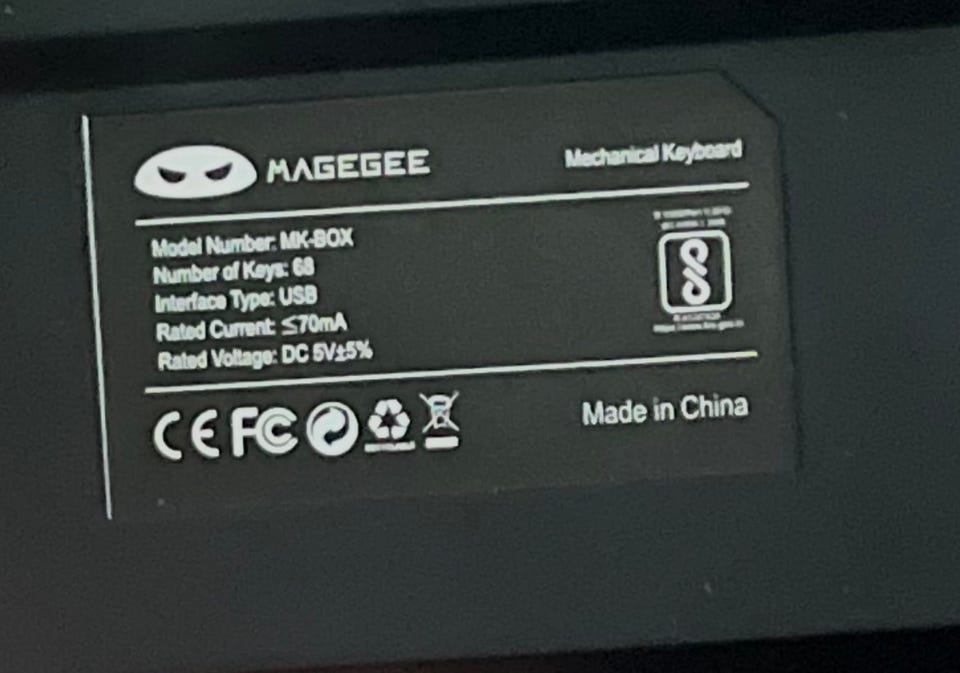 MAGEGEE
Mechanical Keyboard
Model Number: MK-BOX
Number of Keys: 68
Interface Type: USB
Rated Current: ≤70mA
Rated Voltage: DC 5V±5%
CE FC
Made in China